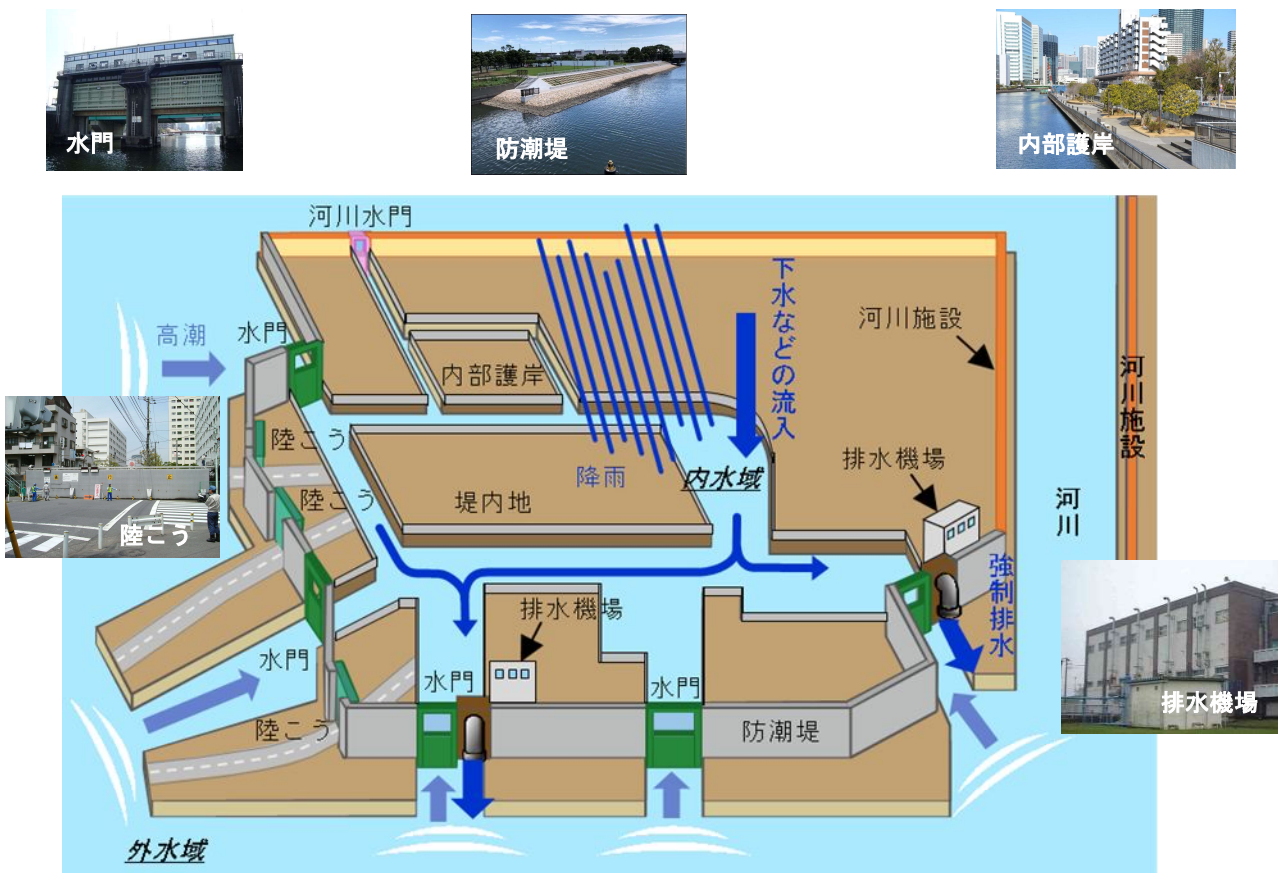 水門
防潮堤
内部護岸
河川水門
高潮
水門
下水などの流入
河川施設
河川施設
内部護岸
陸こう
陸こう
降雨
内水域
排水機場
堤内地
河川
陸こう
強制排水
排水機場
水門
水門
水門
排水機場
陸こう
防潮堤
外水域